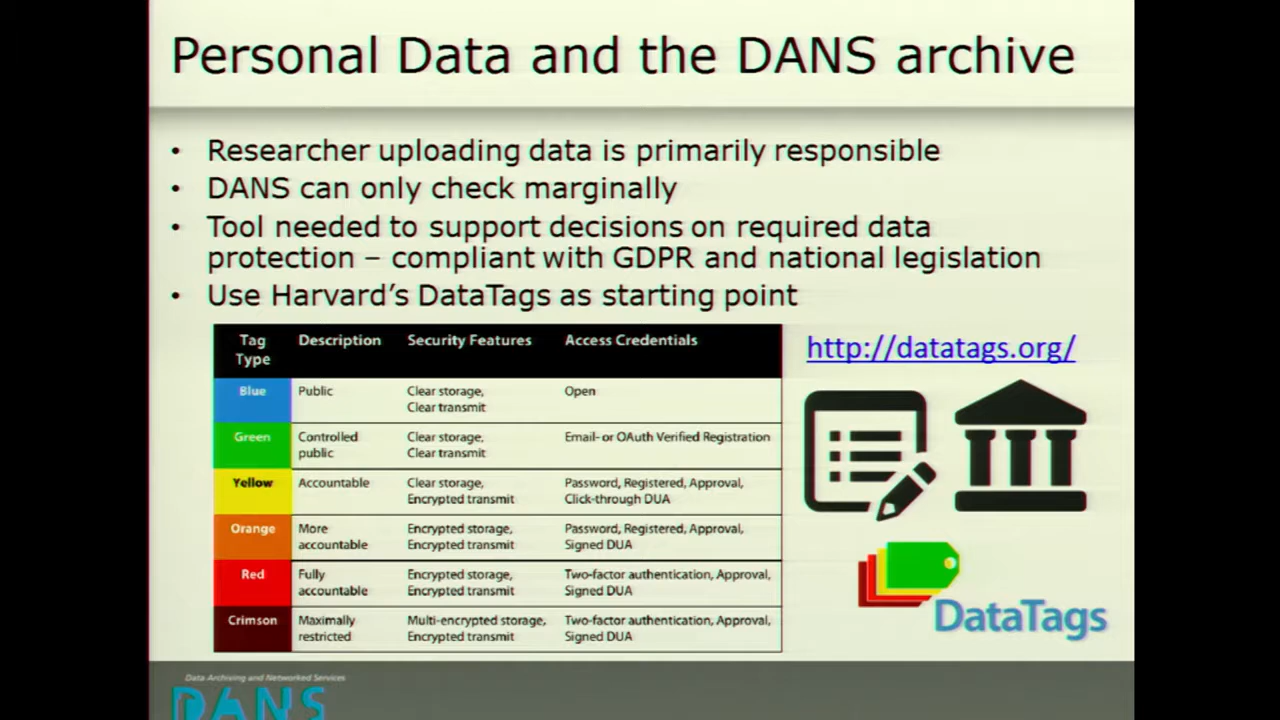 Personal Data and the DANS archive
• Researcher uploading data is primarily responsible
• DANS can only check marginally
• Tool needed to support decisions on required data
protection – compliant with GDPR and national legislation
• Use Harvard's DataTags as starting point
Tag Type Description Security Features Access Credentials
Blue Public Clear storage, Clear transmit Open
Green Controlled public Clear storage, Clear transmit Email- or OAuth Verified Registration
Yellow Accountable Clear storage, Encrypted transmit Password, Registered, Approval, Click-through DUA
Orange More accountable Encrypted storage, Encrypted transmit Password, Registered, Approval, Signed DUA
Red Fully accountable Encrypted storage, Encrypted transmit Two-factor authentication, Approval, Signed DUA
Crimson Maximally restricted Multi-encrypted storage, Encrypted transmit Two-factor authentication, Approval, Signed DUA
http://datatags.org/
DataTags
Data Archiving and Networked Services
DANS